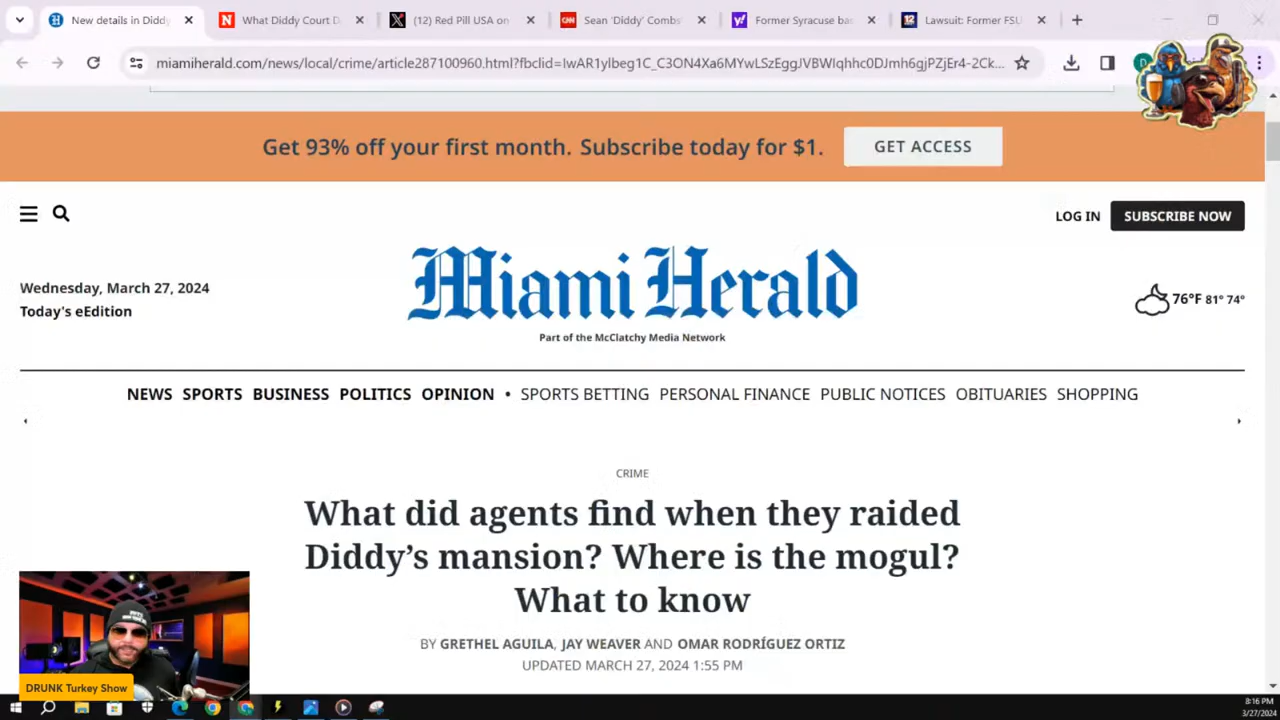 New details in Diddy
What Diddy Court D
(12) Red Pill USA on
Sean 'Diddy' Combs
Former Syracuse bas
Lawsuit: Former FSU
miamiherald.com/news/local/crime/article287100960.html?fbclid=IwAR1yIbeg1C_C3ON4Xa6MYwLSzEggJVBWIqhhc0DJmh6gjPZjEr4-2Ck...
Get 93% off your first month. Subscribe today for $1.
GET ACCESS
LOG IN
SUBSCRIBE NOW
Wednesday, March 27, 2024
Today's eEdition
Miami Herald
Part of the McClatchy Media Network
76°F 81° 74°
NEWS SPORTS BUSINESS POLITICS OPINION • SPORTS BETTING PERSONAL FINANCE PUBLIC NOTICES OBITUARIES SHOPPING
CRIME
What did agents find when they raided
Diddy's mansion? Where is the mogul?
What to know
BY GRETHEL AGUILA, JAY WEAVER AND OMAR RODRÍGUEZ ORTIZ
UPDATED MARCH 27, 2024 1:55 PM
DRUNK Turkey Show
8:16 PM
3/27/2024